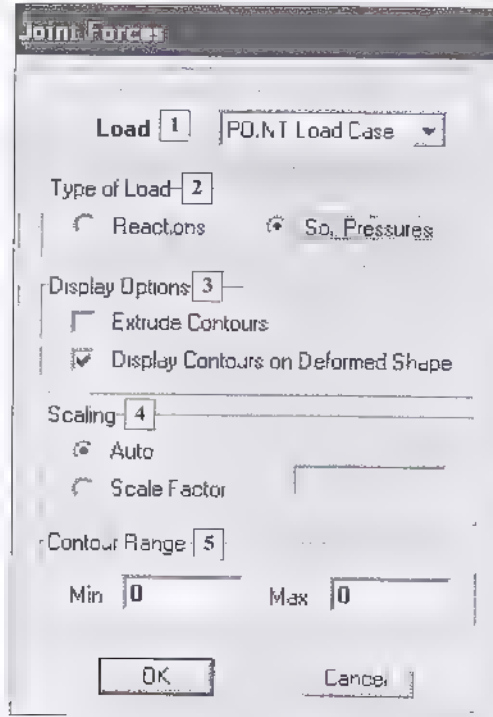 Joint Forces
Load 1 POINT Load Case
Type of Load 2
Reactions Soil Pressures
Display Options 3
Extrude Contours
Display Contours on Deformed Shape
Scaling 4
Auto
Scale Factor
Contour Range 5
Min 0 Max 0
OK Cancel